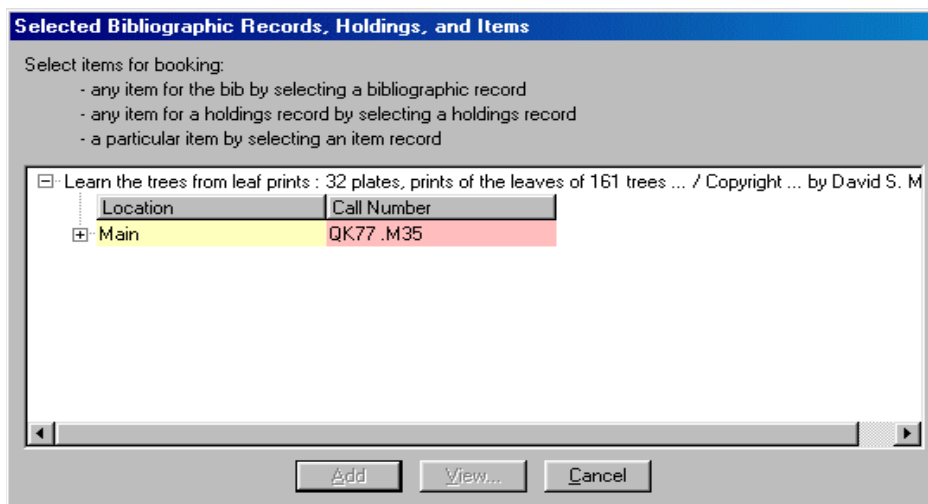 Selected Bibliographic Records, Holdings, and Items
Select items for booking:
- any item for the bib by selecting a bibliographic record
- any item for a holdings record by selecting a holdings record
- a particular item by selecting an item record
Learn the trees from leaf prints : 32 plates, prints of the leaves of 161 trees ... / Copyright ... by David S. M
Location Call Number
Main QK77 .M35
Add View... Cancel